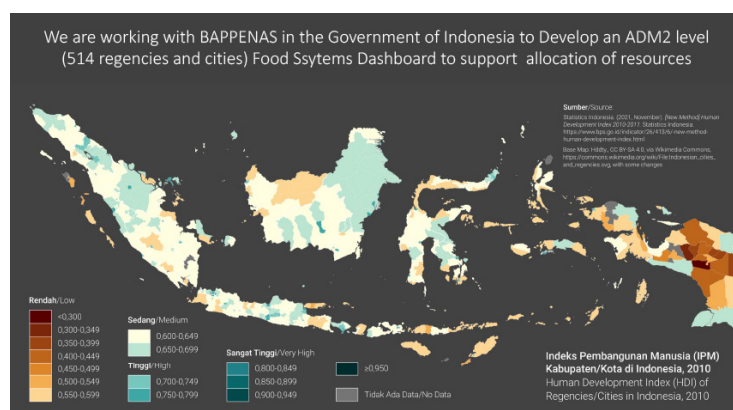 We are working with BAPPENAS in the Government of Indonesia to Develop an ADM2 level
(514 regencies and cities) Food Ssytems Dashboard to support allocation of resources
Sumber/Source
Statistics Indonesia. (2021, November). [New Method] Human
Development Index 2010-2011. Statistics Indonesia.
https://www.bps.go.id/indicator/26/413/6/new-method-
human-development-index.html
Base Map: Hddty, CC BY-SA 4.0, via Wikimedia Commons,
https://commons.wikimedia.org/wiki/File:Indonesian_cities_
and_regencies.svg, with some changes
Rendah/Low
<0,300
0,300-0,349
0,350-0,399
0,400-0,449
0,450-0,499
0,500-0,549
0,550-0,599
Sedang/Medium
0,600-0,649
0,650-0,699
Tinggi/High
0,700-0,749
0,750-0,799
Sangat Tinggi/Very High
0,800-0,849
0,850-0,899
0,900-0,949
≥0,950
Tidak Ada Data/No Data
Indeks Pembangunan Manusia (IPM)
Kabupaten/Kota di Indonesia, 2010
Human Development Index (HDI) of
Regencies/Cities in Indonesia, 2010